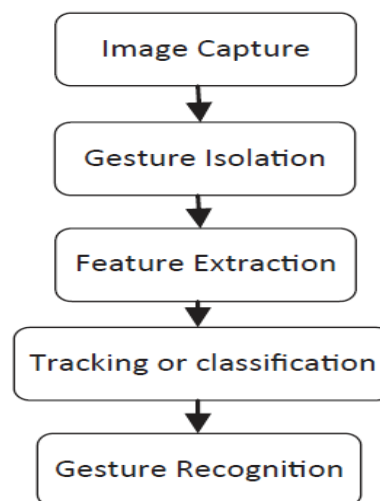 Image Capture
Gesture Isolation
Feature Extraction
Tracking or classification
Gesture Recognition